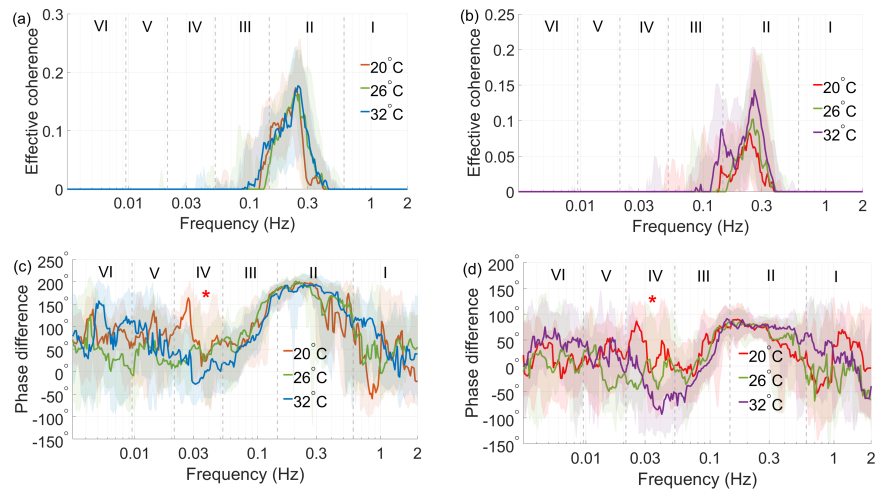 (a)
Effective coherence
0.3
0.2
0.1
0
VI V IV III II I
20°C
26°C
32°C
0.01 0.03 0.1 0.3 1 2
Frequency (Hz)
(b)
Effective coherence
0.25
0.2
0.15
0.1
0.05
0
VI V IV III II I
20°C
26°C
32°C
0.01 0.03 0.1 0.3 1 2
Frequency (Hz)
(c)
Phase difference
250°
200°
150°
100°
50°
0°
-50°
-100°
-150°
VI V IV III II I
*
20°C
26°C
32°C
0.01 0.03 0.1 0.3 1 2
Frequency (Hz)
(d)
Phase difference
200°
150°
100°
50°
0°
-50°
-100°
-150°
VI V IV III II I
*
20°C
26°C
32°C
0.01 0.03 0.1 0.3 1 2
Frequency (Hz)